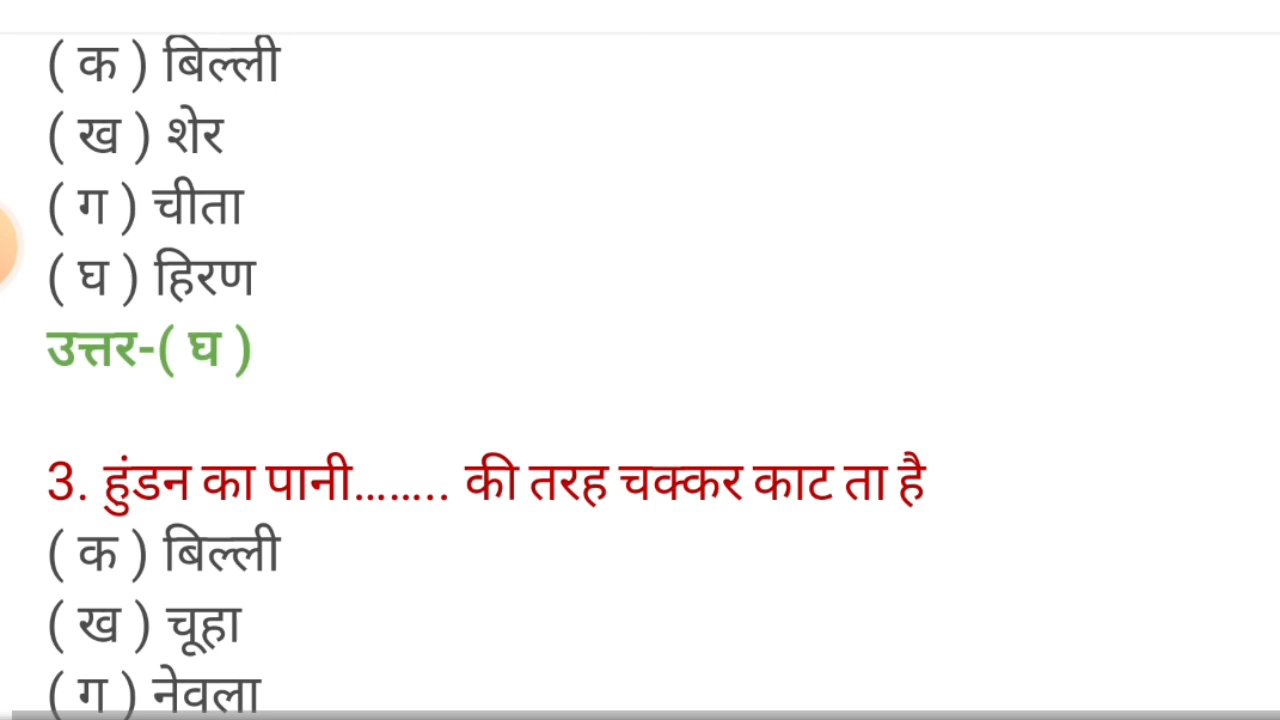 ( क ) बिल्ली
( ख ) शेर
( ग ) चीता
( घ ) हिरण
उत्तर-( घ )
3. हुंडन का पानी........ की तरह चक्कर काट ता है
( क ) बिल्ली
( ख ) चूहा
( ग ) नेवला